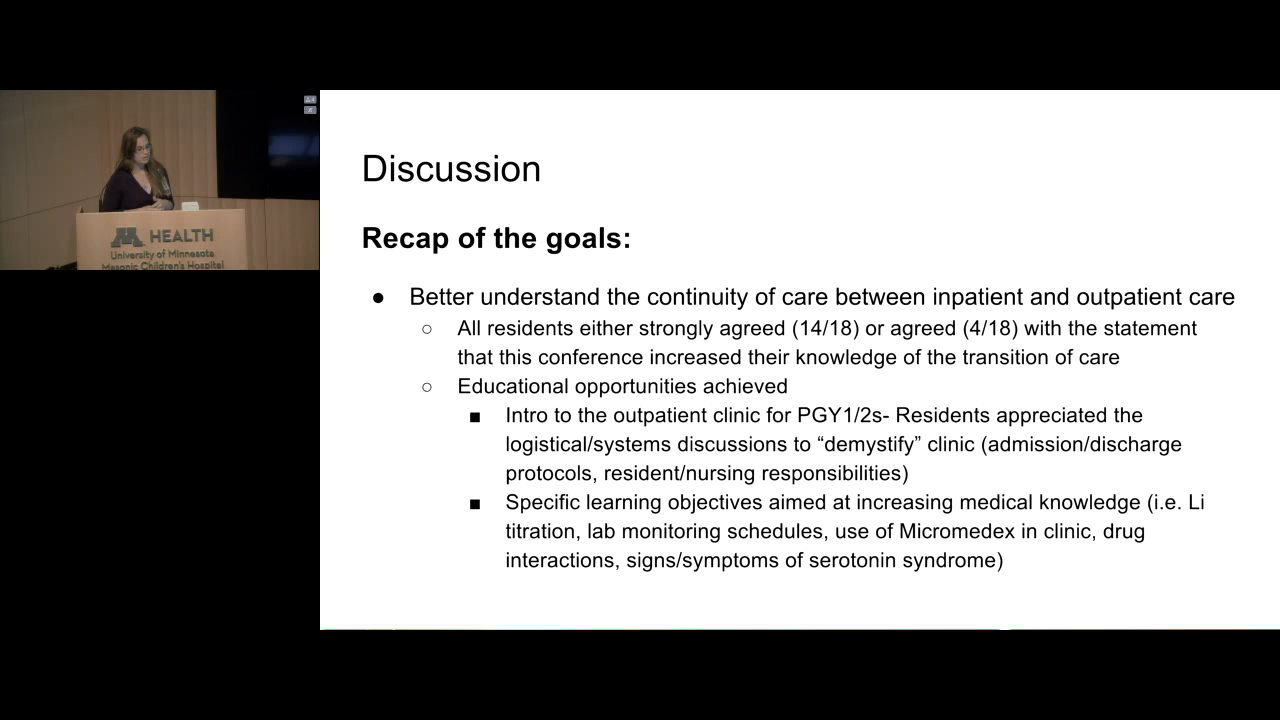 HEALTH
University of Minnesota
Masonic Children's Hospital
Discussion
Recap of the goals:
● Better understand the continuity of care between inpatient and outpatient care
○ All residents either strongly agreed (14/18) or agreed (4/18) with the statement
that this conference increased their knowledge of the transition of care
○ Educational opportunities achieved
■ Intro to the outpatient clinic for PGY1/2s- Residents appreciated the
logistical/systems discussions to “demystify” clinic (admission/discharge
protocols, resident/nursing responsibilities)
■ Specific learning objectives aimed at increasing medical knowledge (i.e. Li
titration, lab monitoring schedules, use of Micromedex in clinic, drug
interactions, signs/symptoms of serotonin syndrome)